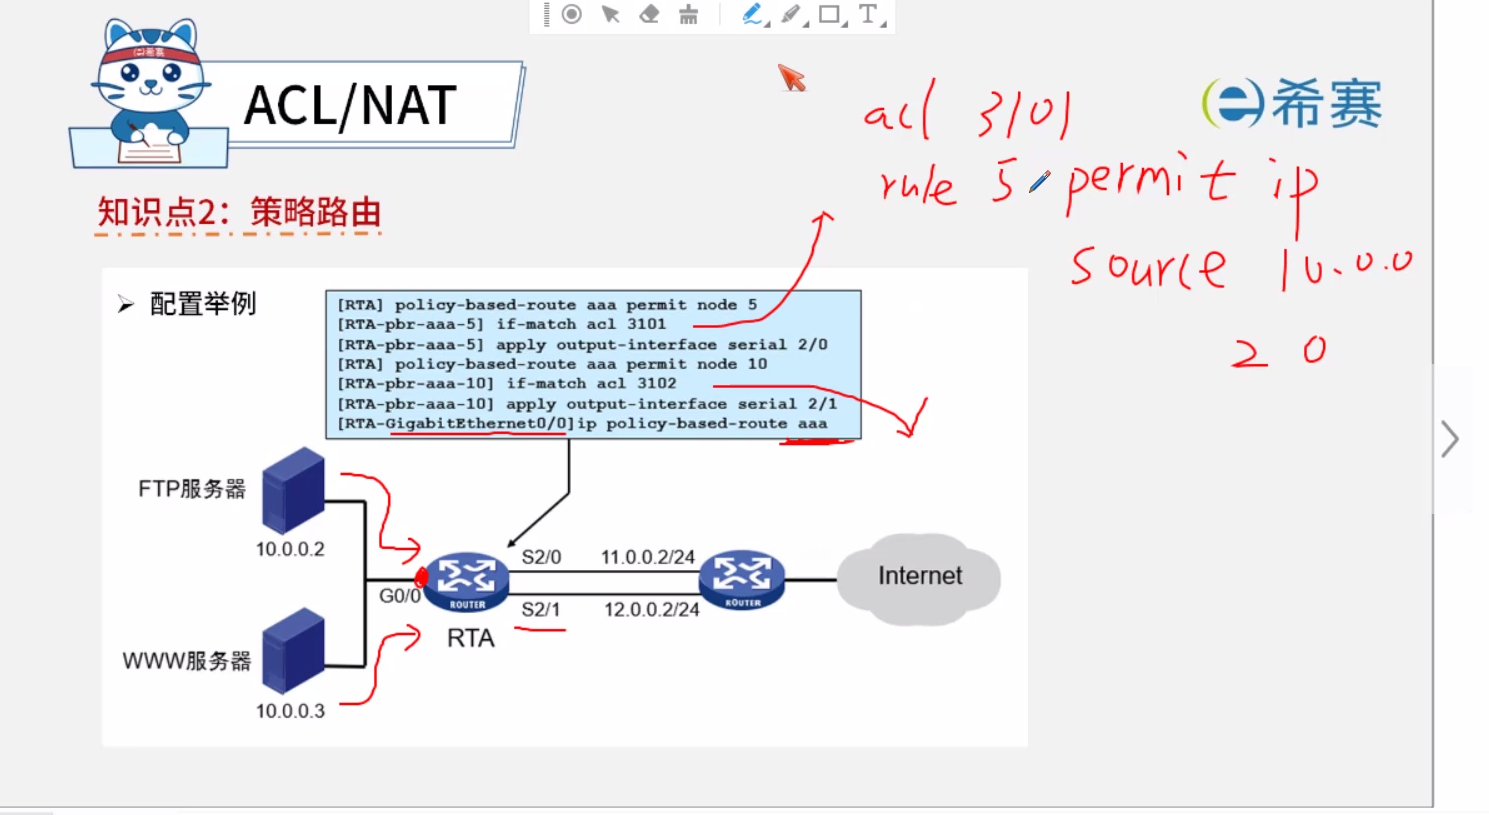 T
希赛
ACL/NAT
希赛
acl 3101
rule 5 permit ip
source 10.0.0
2 0
知识点2：策略路由
➢ 配置举例
[RTA] policy-based-route aaa permit node 5
[RTA-pbr-aaa-5] if-match acl 3101
[RTA-pbr-aaa-5] apply output-interface serial 2/0
[RTA] policy-based-route aaa permit node 10
[RTA-pbr-aaa-10] if-match acl 3102
[RTA-pbr-aaa-10] apply output-interface serial 2/1
[RTA-GigabitEthernet0/0]ip policy-based-route aaa
FTP服务器
10.0.0.2
S2/0
11.0.0.2/24
G0/0
ROUTER
ROUTER
Internet
S2/1
12.0.0.2/24
RTA
WWW服务器
10.0.0.3